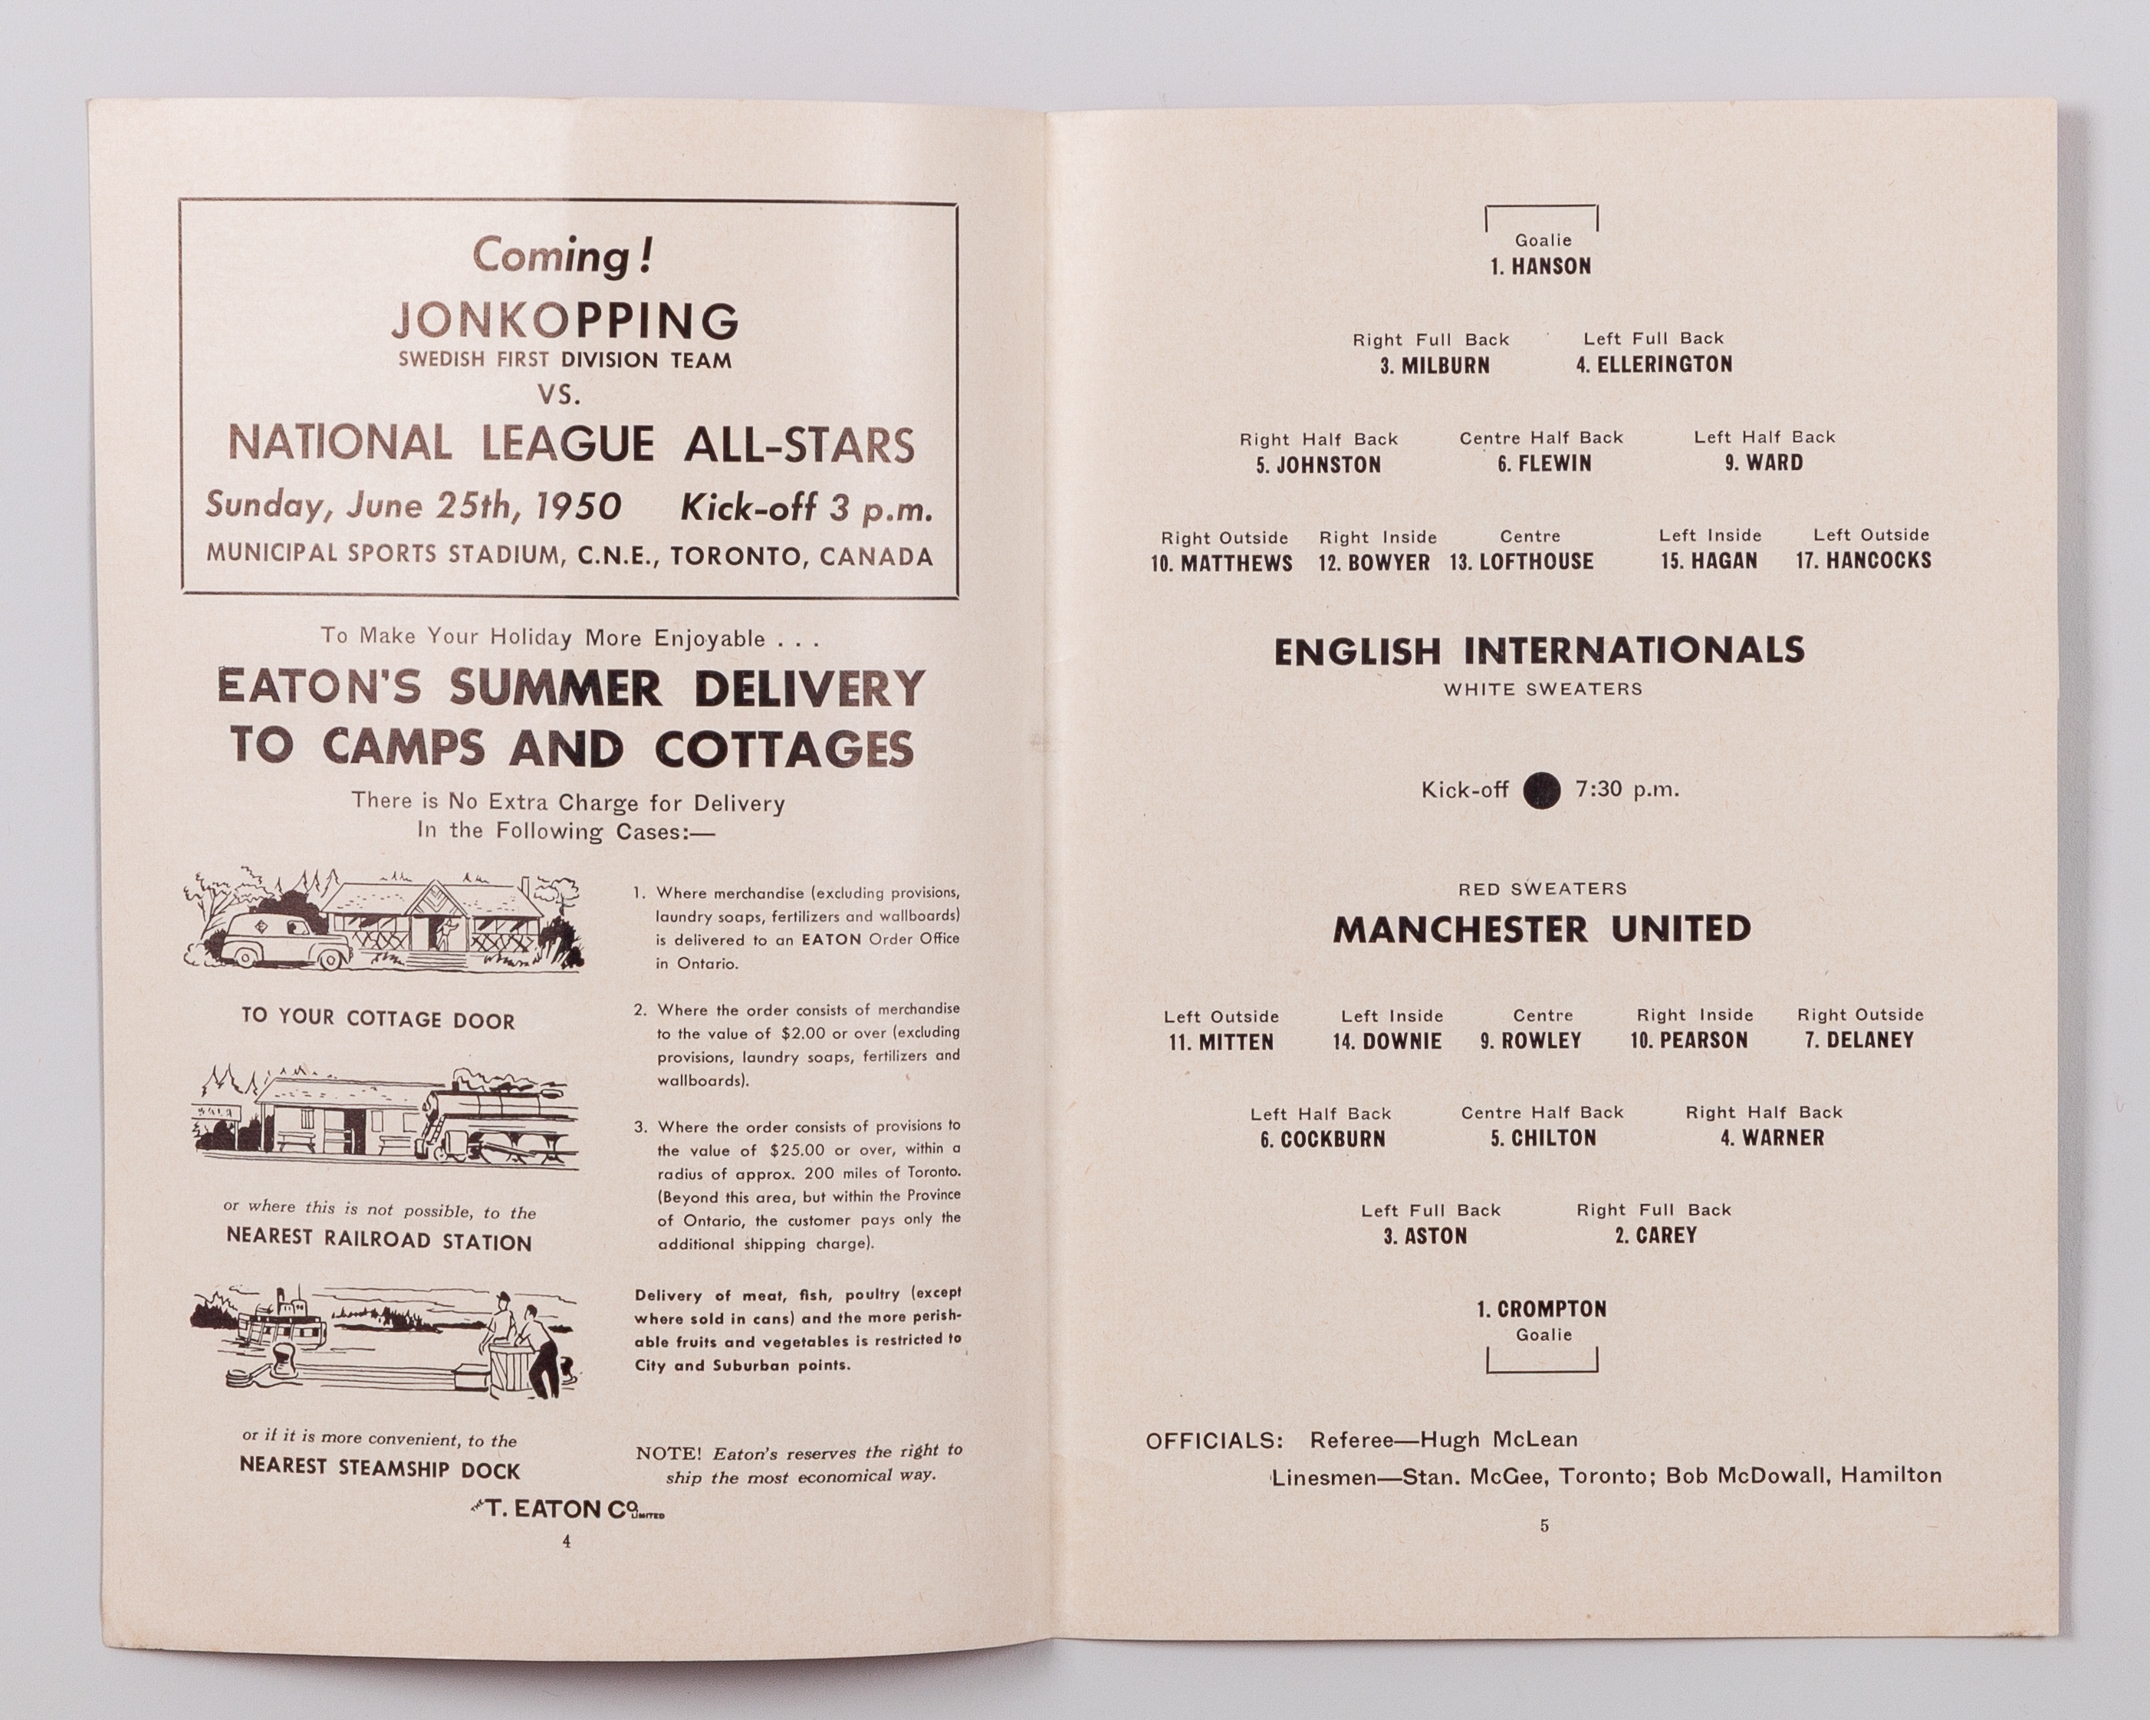 Coming!
JONKOPPING
SWEDISH FIRST DIVISION TEAM
VS.
NATIONAL LEAGUE ALL-STARS
Sunday, June 25th, 1950 Kick-off 3 p.m.
MUNICIPAL SPORTS STADIUM, C.N.E., TORONTO, CANADA
To Make Your Holiday More Enjoyable . . .
EATON'S SUMMER DELIVERY
TO CAMPS AND COTTAGES
There is No Extra Charge for Delivery
In the Following Cases:—
TO YOUR COTTAGE DOOR
BALA
or where this is not possible, to the
NEAREST RAILROAD STATION
or if it is more convenient, to the
NEAREST STEAMSHIP DOCK
1. Where merchandise (excluding provisions,
laundry soaps, fertilizers and wallboards)
is delivered to an EATON Order Office
in Ontario.
2. Where the order consists of merchandise
to the value of $2.00 or over (excluding
provisions, laundry soaps, fertilizers and
wallboards).
3. Where the order consists of provisions to
the value of $25.00 or over, within a
radius of approx. 200 miles of Toronto.
(Beyond this area, but within the Province
of Ontario, the customer pays only the
additional shipping charge).
Delivery of meat, fish, poultry (except
where sold in cans) and the more perish-
able fruits and vegetables is restricted to
City and Suburban points.
NOTE! Eaton's reserves the right to
ship the most economical way.
THE T. EATON CO LIMITED
4
Goalie
1. HANSON
Right Full Back Left Full Back
3. MILBURN 4. ELLERINGTON
Right Half Back Centre Half Back Left Half Back
5. JOHNSTON 6. FLEWIN 9. WARD
Right Outside Right Inside Centre Left Inside Left Outside
10. MATTHEWS 12. BOWYER 13. LOFTHOUSE 15. HAGAN 17. HANCOCKS
ENGLISH INTERNATIONALS
WHITE SWEATERS
Kick-off 7:30 p.m.
RED SWEATERS
MANCHESTER UNITED
Left Outside Left Inside Centre Right Inside Right Outside
11. MITTEN 14. DOWNIE 9. ROWLEY 10. PEARSON 7. DELANEY
Left Half Back Centre Half Back Right Half Back
6. COCKBURN 5. CHILTON 4. WARNER
Left Full Back Right Full Back
3. ASTON 2. CAREY
1. CROMPTON
Goalie
OFFICIALS: Referee—Hugh McLean
Linesmen—Stan. McGee, Toronto; Bob McDowall, Hamilton
5